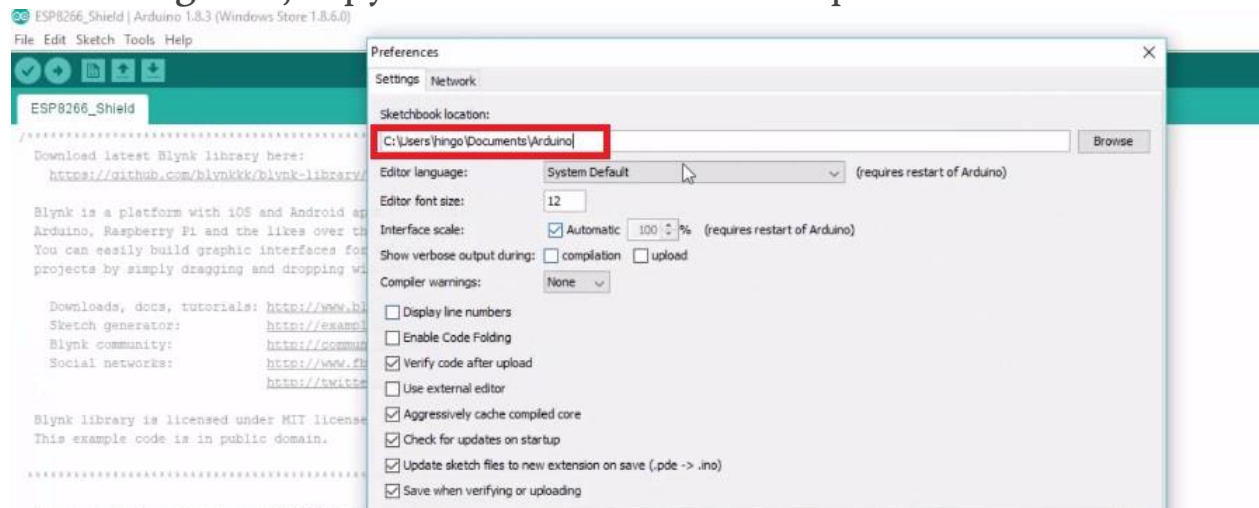 ESP8266_Shield | Arduino 1.8.3 (Windows Store 1.8.6.0)
File Edit Sketch Tools Help
ESP8266_Shield
/******************************************
Download latest Blynk library here:
https://github.com/blynkkk/blynk-library/
Blynk is a platform with iOS and Android
Arduino, Raspberry Pi and the likes over
You can easily build graphic interfaces for
projects by simply dragging and dropping
Downloads, docs, tutorials: http://www.bl
Sketch generator: http://exampl
Blynk community: http://commun
Social networks: http://www.fb
http://twitte
Blynk library is licensed under MIT license
This example code is in public domain.
******************************************
Preferences
Settings Network
Sketchbook location:
C:\Users\hingo\Documents\Arduino Browse
Editor language: System Default (requires restart of Arduino)
Editor font size: 12
Interface scale: Automatic 100 % (requires restart of Arduino)
Show verbose output during: compilation upload
Compiler warnings: None
Display line numbers
Enable Code Folding
Verify code after upload
Use external editor
Aggressively cache compiled core
Check for updates on startup
Update sketch files to new extension on save (.pde -> .ino)
Save when verifying or uploading